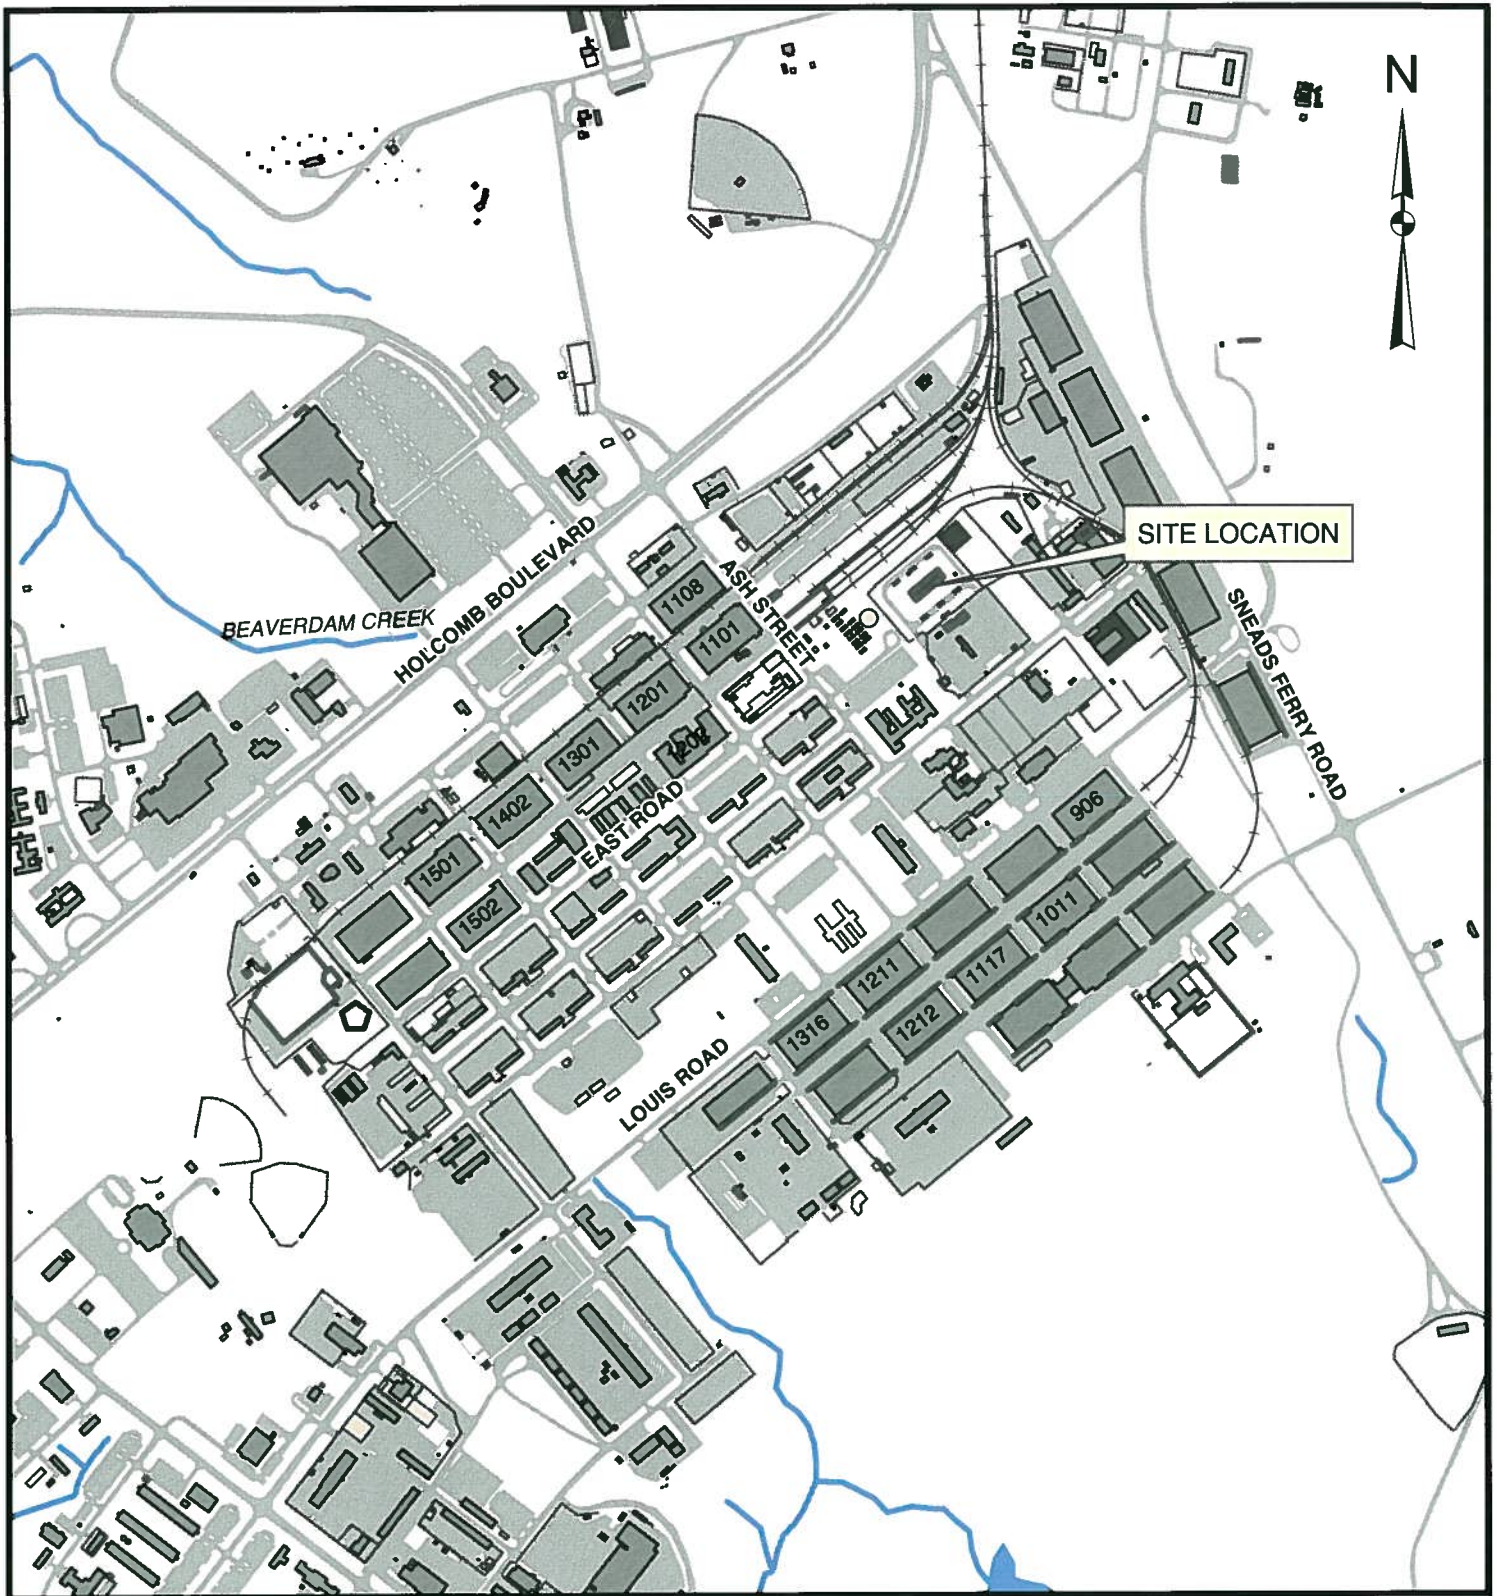 N
SITE LOCATION
ASH STREET
HOLCOMB BOULEVARD
BEAVERDAM CREEK
SNEADS FERRY ROAD
1108
1101
1201
1301
1402
EAST ROAD
1501
1502
906
1011
1211
1117
1316
1212
LOUIS ROAD